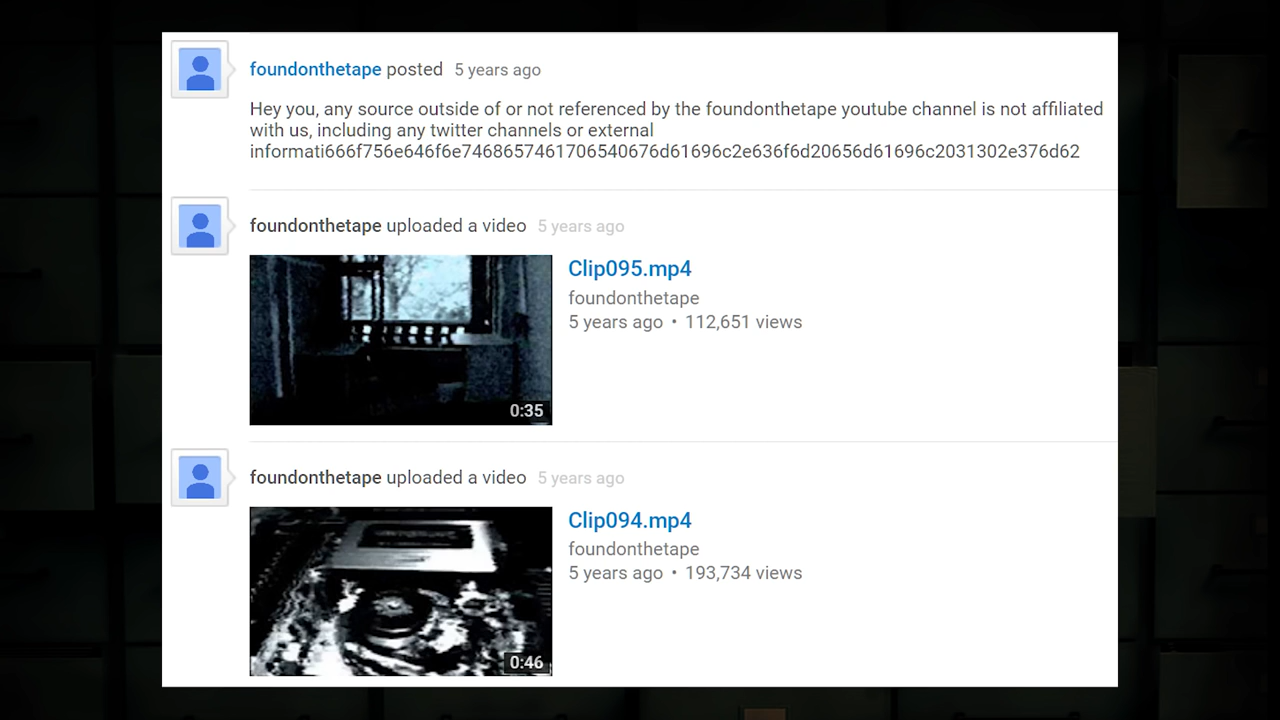 foundonthetape posted 5 years ago
Hey you, any source outside of or not referenced by the foundonthetape youtube channel is not affiliated
with us, including any twitter channels or external
informati666f756e646f6e7468657461706540676d61696c2e636f6d20656d61696c2031302e376d62
foundonthetape uploaded a video 5 years ago
0:35
Clip095.mp4
foundonthetape
5 years ago • 112,651 views
foundonthetape uploaded a video 5 years ago
0:46
Clip094.mp4
foundonthetape
5 years ago • 193,734 views